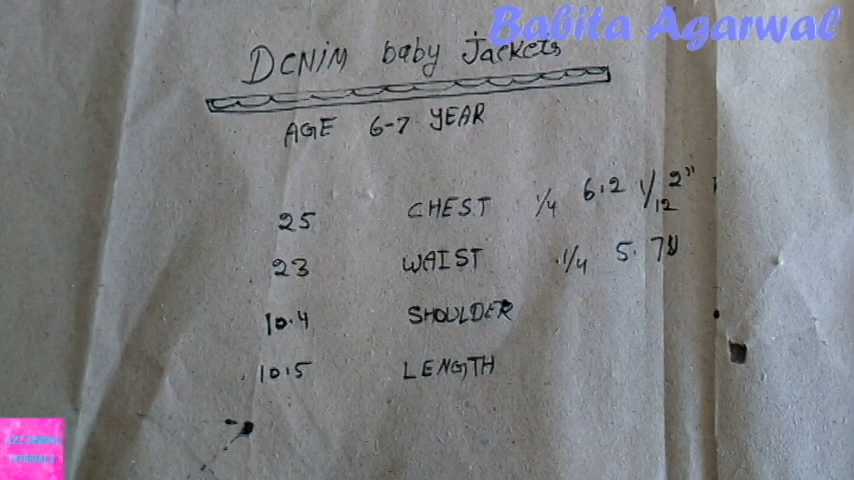 Babita Agarwal
DENIM baby jackets
AGE 6-7 YEAR
25 CHEST 1/4 6.2 1/12 2"
23 WAIST 1/4 5.7"
10.4 SHOULDER
10.5 LENGTH